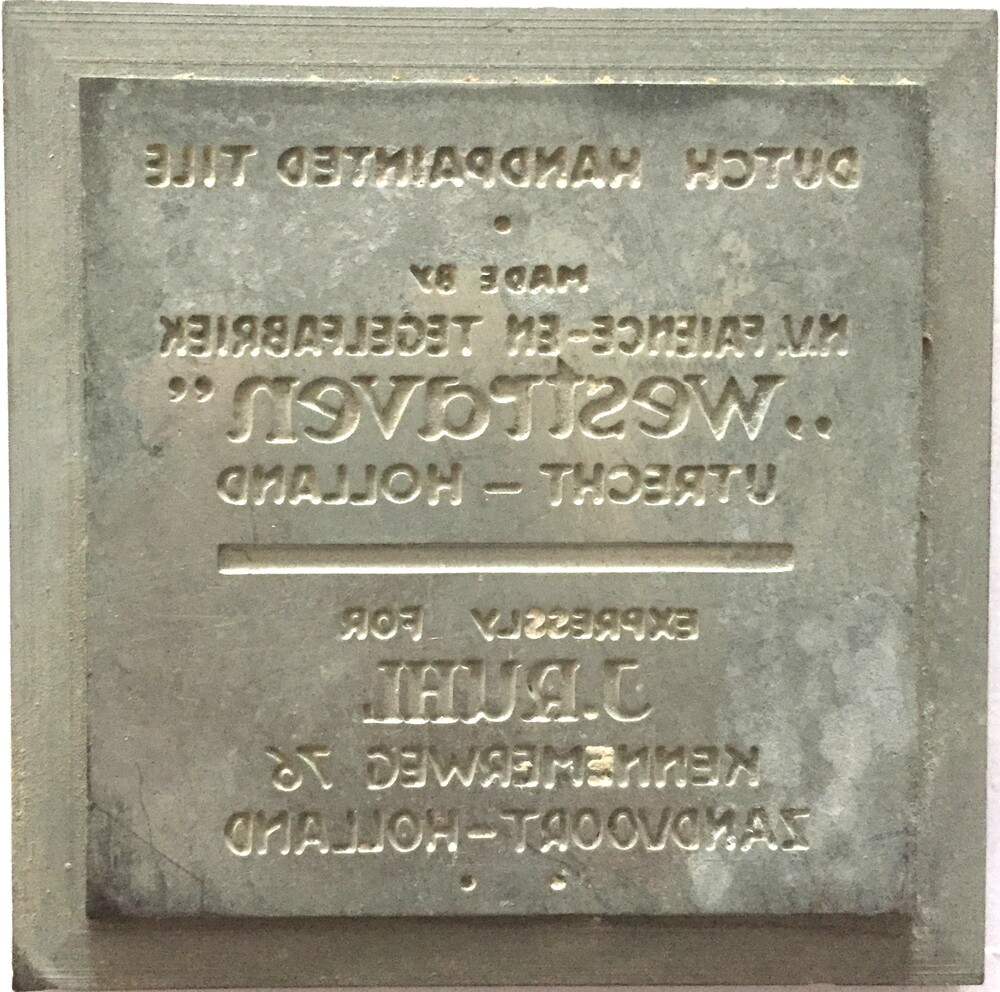 DUTCH HANDPAINTED TILE
MADE BY
N.V. FAIENCE-EN TEGELFABRIEK
„Westraven”
UTRECHT - HOLLAND
EXPRESSLY FOR
J. RUHL
KENNEMERWEG 76
ZANDVOORT-HOLLAND